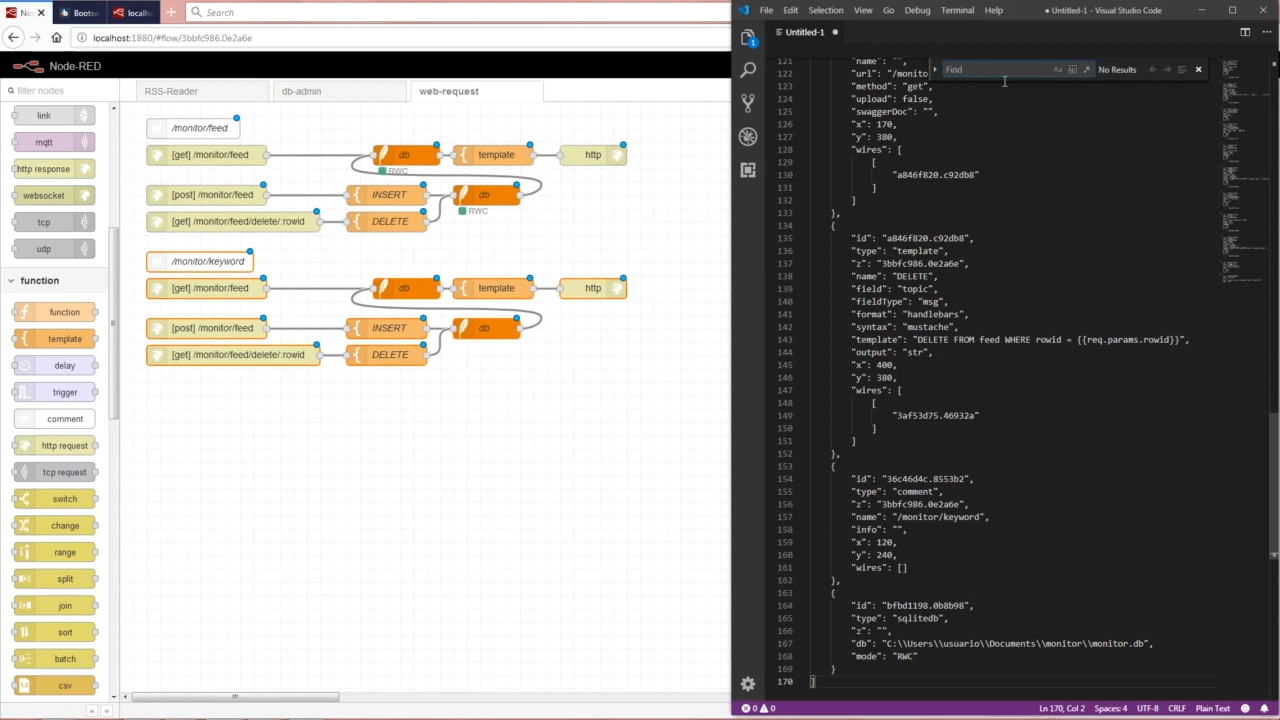 Node-R
Bootsw
localho
Search
localhost:1880/#flow/3bbfc986.0e2a6e
Node-RED
filter nodes
RSS-Reader
db-admin
web-request
link
mqtt
http response
websocket
tcp
udp
function
function
template
delay
trigger
comment
http request
tcp request
switch
change
range
split
join
sort
batch
csv
/monitor/feed
[get] /monitor/feed
db
template
http
RWC
[post] /monitor/feed
INSERT
db
RWC
[get] /monitor/feed/delete/:rowid
DELETE
/monitor/keyword
[get] /monitor/feed
db
template
http
[post] /monitor/feed
INSERT
db
[get] /monitor/feed/delete/:rowid
DELETE
File Edit Selection View Go Debug Terminal Help
● Untitled-1 - Visual Studio Code
Untitled-1 ●
Find
Aa
No Results
121 "name": "",
122 "url": "/monito
123 "method": "get",
124 "upload": false,
125 "swaggerDoc": "",
126 "x": 170,
127 "y": 380,
128 "wires": [
129 [
130 "a846f820.c92db8"
131 ]
132 ]
133 },
134 {
135 "id": "a846f820.c92db8",
136 "type": "template",
137 "z": "3bbfc986.0e2a6e",
138 "name": "DELETE",
139 "field": "topic",
140 "fieldType": "msg",
141 "format": "handlebars",
142 "syntax": "mustache",
143 "template": "DELETE FROM feed WHERE rowid = {{req.params.rowid}}",
144 "output": "str",
145 "x": 400,
146 "y": 380,
147 "wires": [
148 [
149 "3af53d75.46932a"
150 ]
151 ]
152 },
153 {
154 "id": "36c46d4c.8553b2",
155 "type": "comment",
156 "z": "3bbfc986.0e2a6e",
157 "name": "/monitor/keyword",
158 "info": "",
159 "x": 120,
160 "y": 240,
161 "wires": []
162 },
163 {
164 "id": "bfbd1198.0b8b98",
165 "type": "sqlitedb",
166 "z": "",
167 "db": "C:\\Users\\usuario\\Documents\\monitor\\monitor.db",
168 "mode": "RWC"
169 }
170 ]
0 0
Ln 170, Col 2 Spaces: 4 UTF-8 CRLF Plain Text